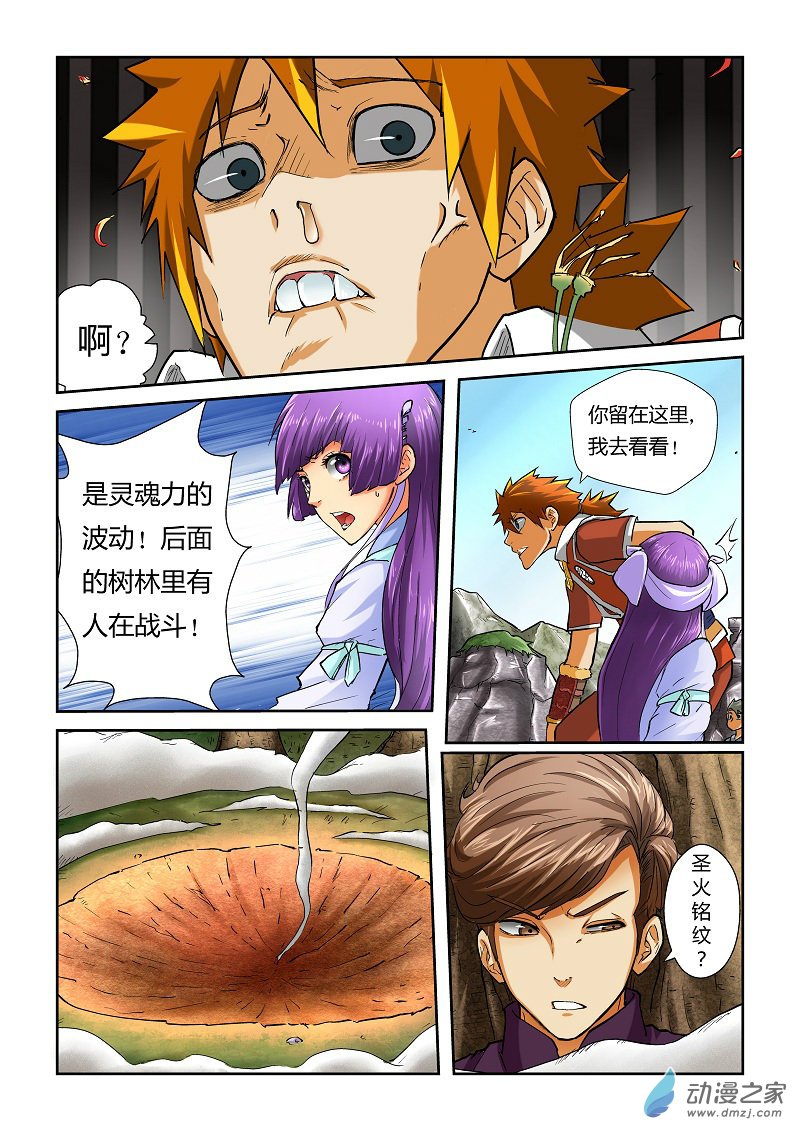 啊？
是灵魂力的
波动！后面
的树林里有
人在战斗！
你留在这里，
我去看看！
圣火铭纹？
动漫之家
www.dmzj.com